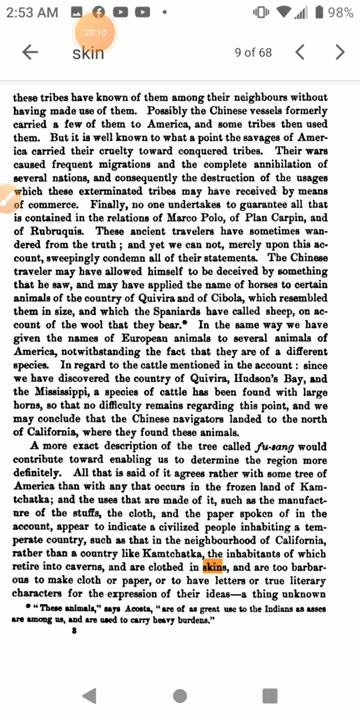 2:53 AM
98%
20:10
skin
9 of 68
these tribes have known of them among their neighbours without
having made use of them. Possibly the Chinese vessels formerly
carried a few of them to America, and some tribes then used
them. But it is well known to what a point the savages of Amer-
ica carried their cruelty toward conquered tribes. Their wars
caused frequent migrations and the complete annihilation of
several nations, and consequently the destruction of the usages
which these exterminated tribes may have received by means
of commerce. Finally, no one undertakes to guarantee all that
is contained in the relations of Marco Polo, of Plan Carpin, and
of Rubruquis. These ancient travelers have sometimes wan-
dered from the truth; and yet we can not, merely upon this ac-
count, sweepingly condemn all of their statements. The Chinese
traveler may have allowed himself to be deceived by something
that he saw, and may have applied the name of horses to certain
animals of the country of Quivira and of Cibola, which resembled
them in size, and which the Spaniards have called sheep, on ac-
count of the wool that they bear.* In the same way we have
given the names of European animals to several animals of
America, notwithstanding the fact that they are of a different
species. In regard to the cattle mentioned in the account: since
we have discovered the country of Quivira, Hudson's Bay, and
the Mississippi, a species of cattle has been found with large
horns, so that no difficulty remains regarding this point, and we
may conclude that the Chinese navigators landed to the north
of California, where they found these animals.
A more exact description of the tree called fu-sang would
contribute toward enabling us to determine the region more
definitely. All that is said of it agrees rather with some tree of
America than with any that occurs in the frozen land of Kam-
tchatka; and the uses that are made of it, such as the manufact-
ure of the stuffs, the cloth, and the paper spoken of in the
account, appear to indicate a civilized people inhabiting a tem-
perate country, such as that in the neighbourhood of California,
rather than a country like Kamtchatka, the inhabitants of which
retire into caverns, and are clothed in skins, and are too barbar-
ous to make cloth or paper, or to have letters or true literary
characters for the expression of their ideas—a thing unknown
* "These animals," says Acosta, "are of as great use to the Indians as asses
are among us, and are used to carry heavy burdens."
8